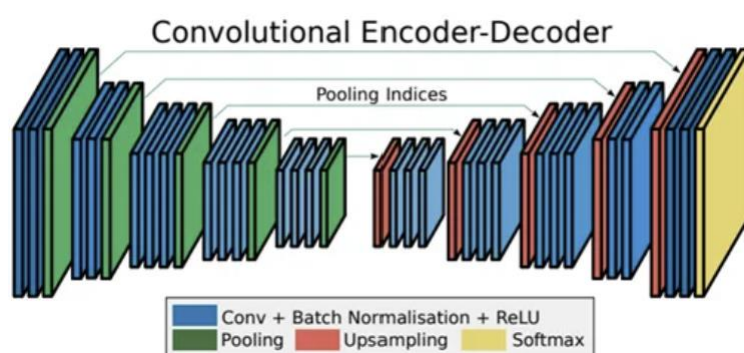 Convolutional Encoder-Decoder
Pooling Indices
Conv + Batch Normalisation + ReLU
Pooling Upsampling Softmax